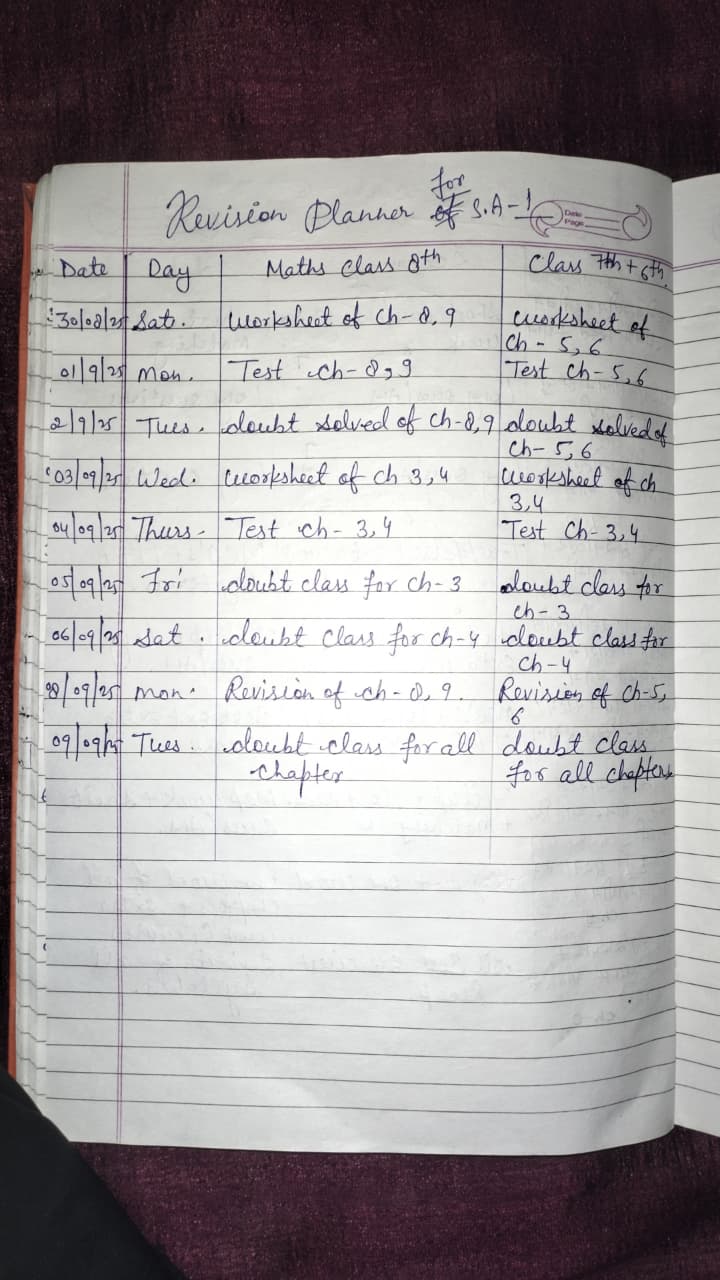 Revision Planner for S.A-1
Date
Page
Date Day Maths Class 8th Class 7th + 6th
30/08/25 Sat. Worksheet of Ch-8,9 Worksheet of
Ch - 5,6
01/9/25 Mon. Test Ch-8,9 Test Ch-5,6
2/9/25 Tues. doubt solved of Ch-8,9 doubt solved of
Ch-5,6
03/09/25 Wed. Worksheet of ch 3,4 Worksheet of ch
3,4
04/09/25 Thurs- Test ch-3,4 Test Ch-3,4
05/09/25 Fri doubt class for ch-3 doubt class for
ch-3
06/09/25 Sat. doubt Class for ch-4 doubt class for
Ch-4
08/09/25 Mon. Revision of ch-8,9. Revision of Ch-5,
6
09/09/25 Tues. doubt class for all doubt class
chapter for all chapters